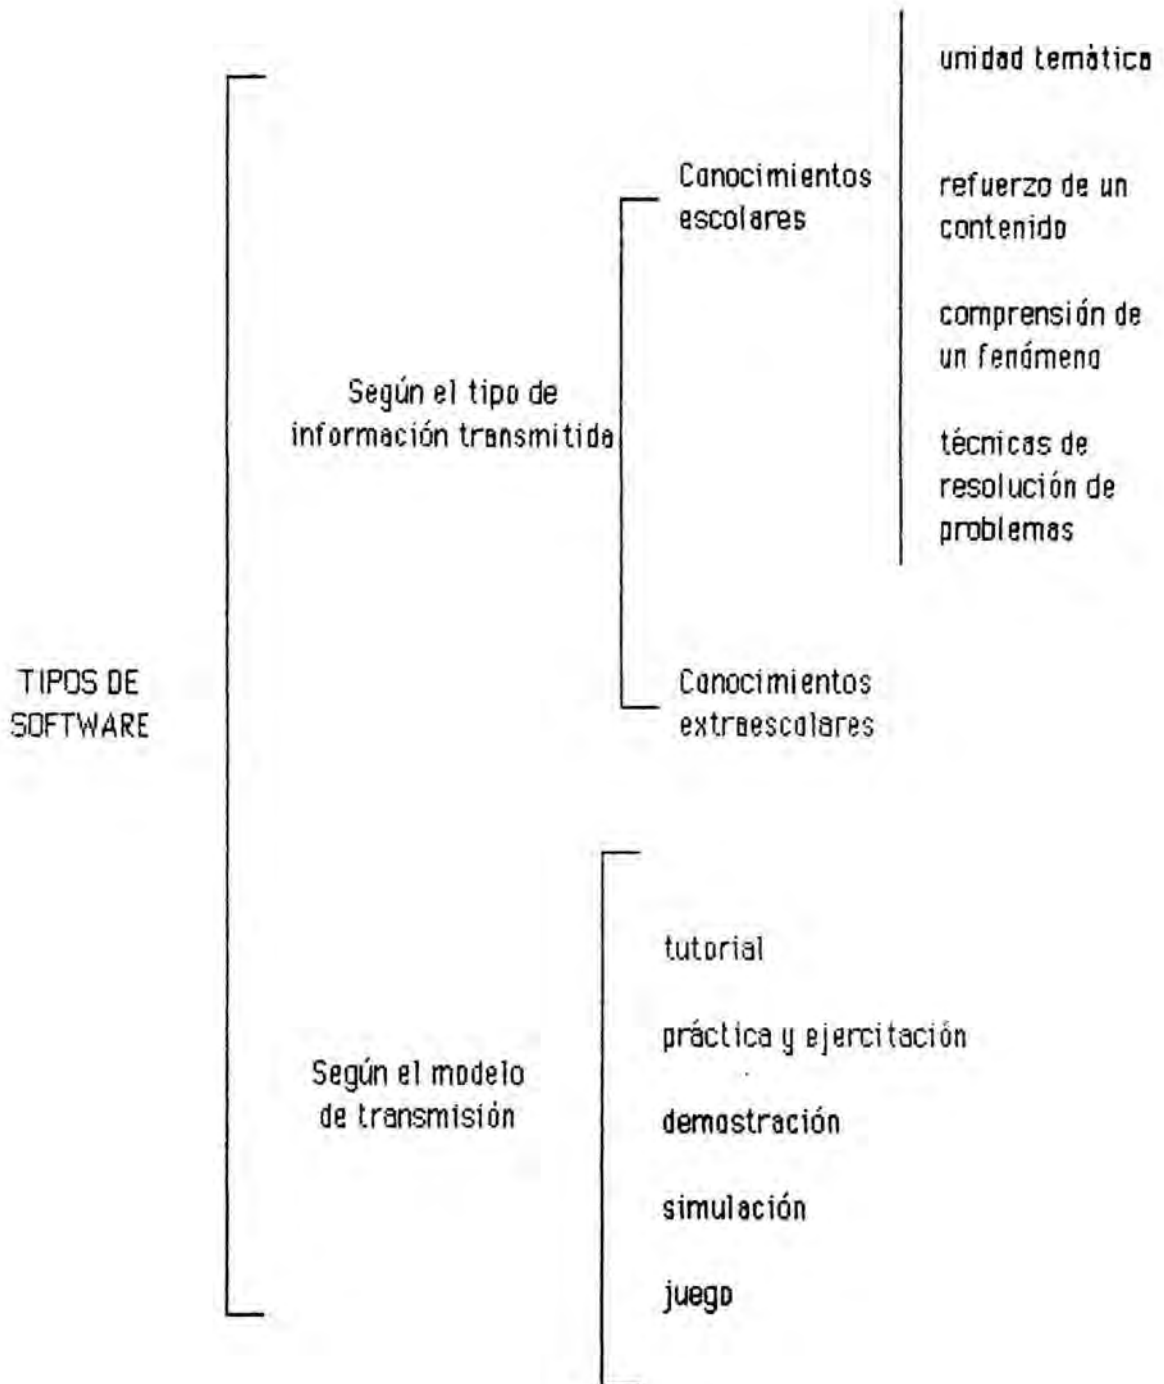 TIPOS DE
SOFTWARE
Según el tipo de
información transmitida
Conocimientos
escolares
unidad temática
refuerzo de un
contenido
comprensión de
un fenómeno
técnicas de
resolución de
problemas
Conocimientos
extraescolares
Según el modelo
de transmisión
tutorial
práctica y ejercitación
demostración
simulación
juego